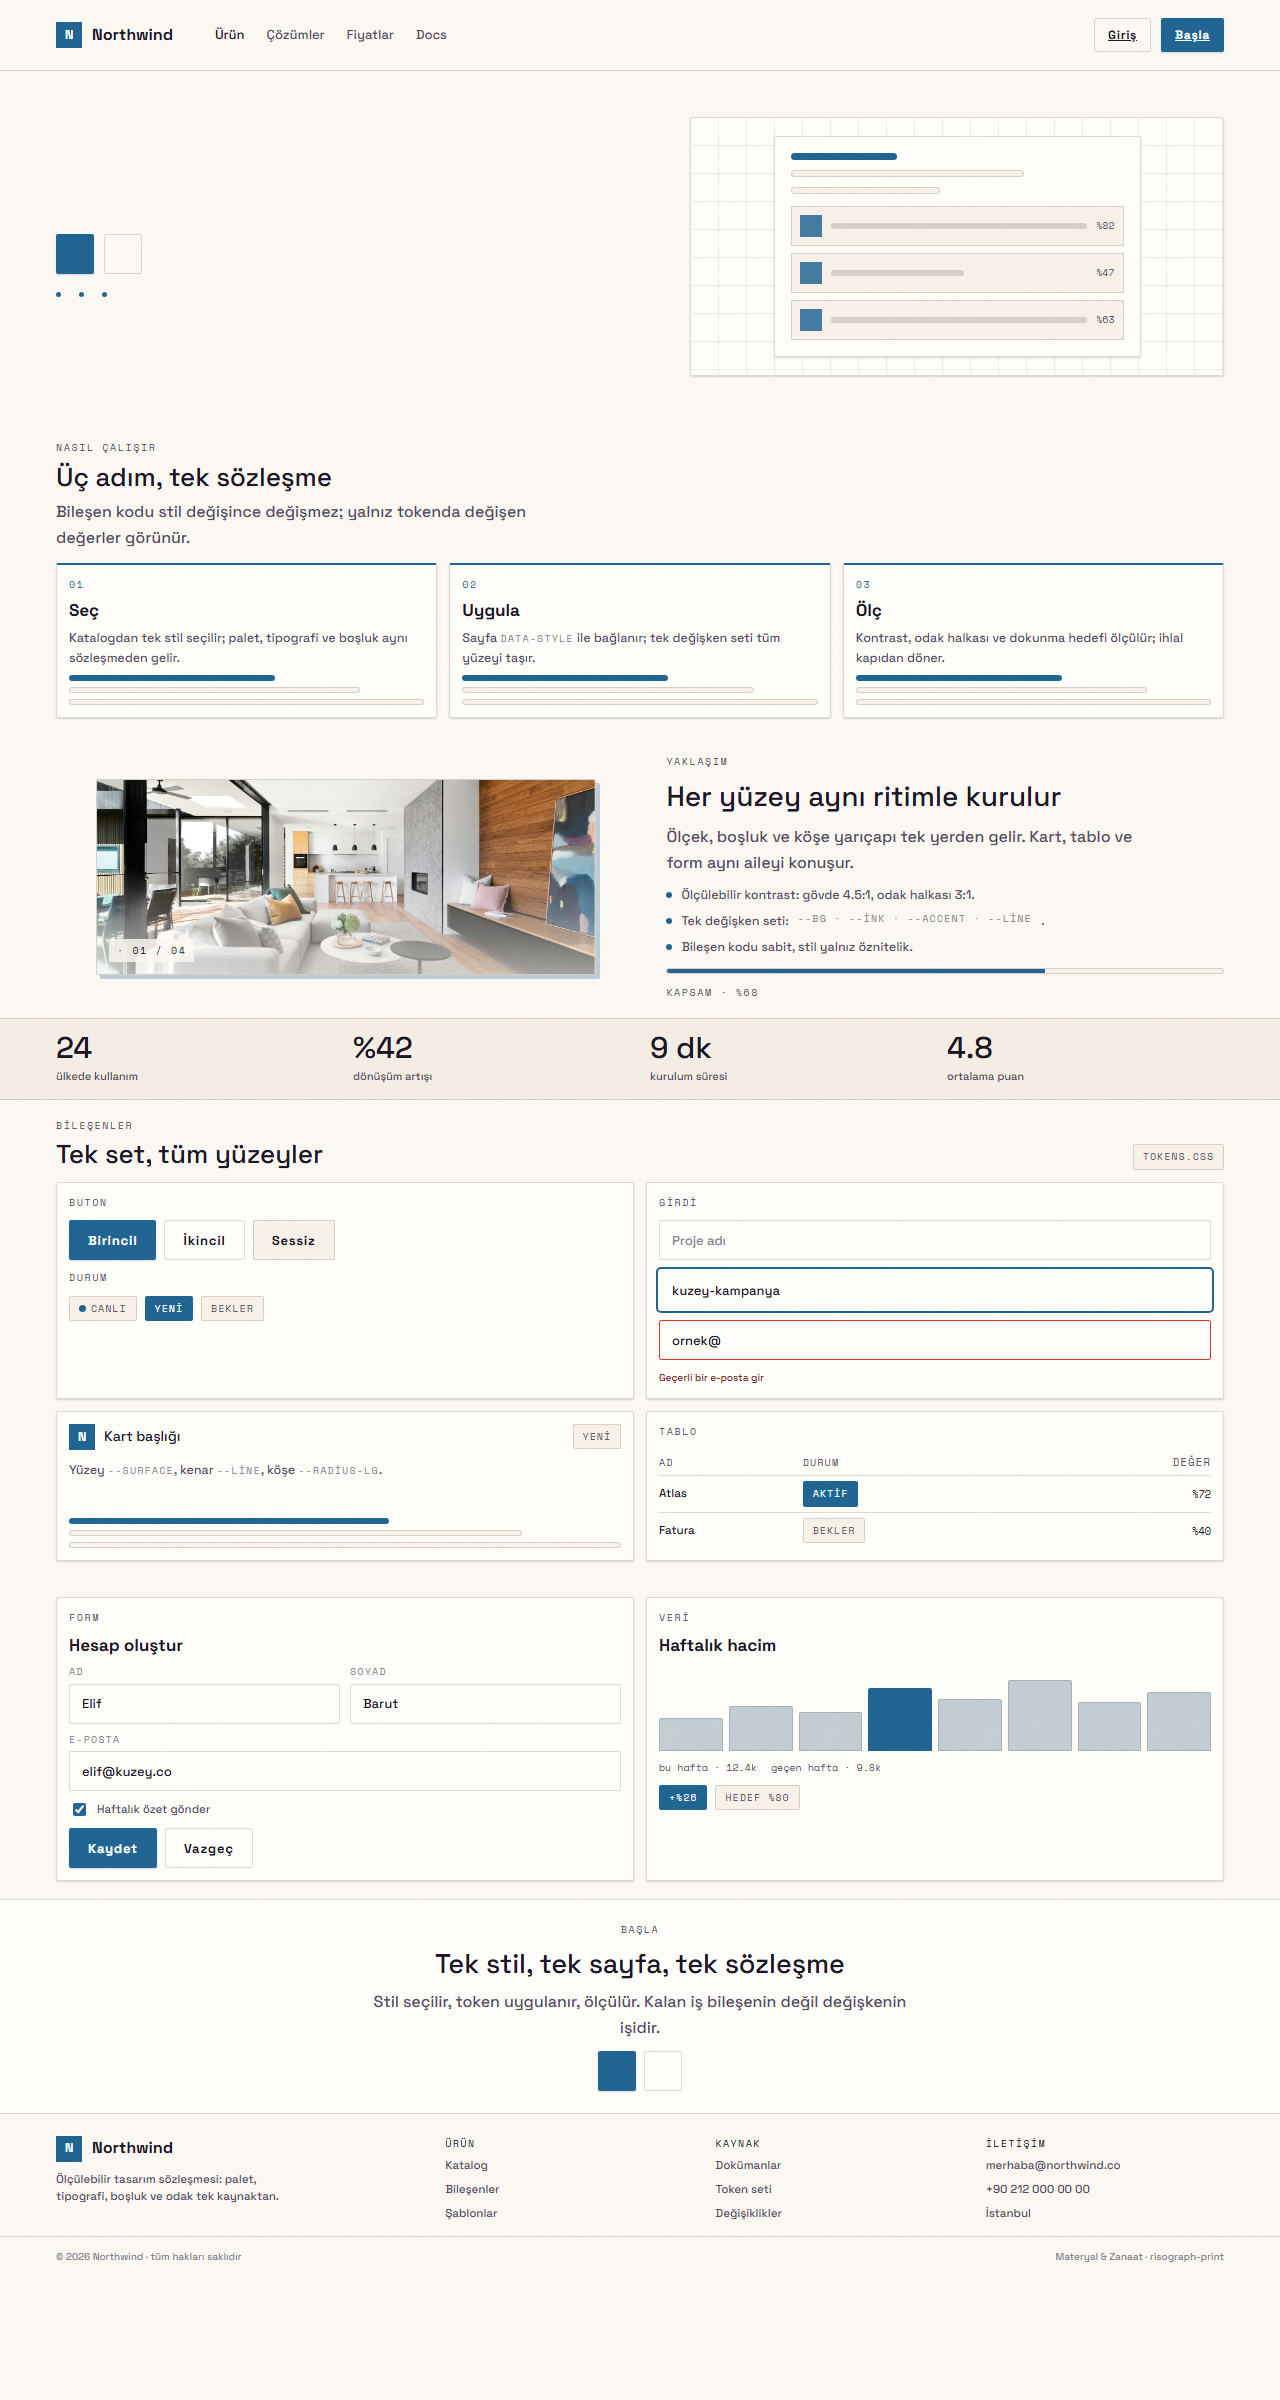 N Northwind Ürün Çözümler Fiyatlar Docs Giriş Başla
%82
%47
%63
NASIL ÇALIŞIR
Üç adım, tek sözleşme
Bileşen kodu stil değişince değişmez; yalnız tokenda değişen
değerler görünür.
01
Seç
Katalogdan tek stil seçilir; palet, tipografi ve boşluk aynı
sözleşmeden gelir.
02
Uygula
Sayfa DATA-STYLE ile bağlanır; tek değişken seti tüm
yüzeyi taşır.
03
Ölç
Kontrast, odak halkası ve dokunma hedefi ölçülür; ihlal
kapıdan döner.
· 01 / 04
YAKLAŞIM
Her yüzey aynı ritimle kurulur
Ölçek, boşluk ve köşe yarıçapı tek yerden gelir. Kart, tablo ve
form aynı aileyi konuşur.
Ölçülebilir kontrast: gövde 4.5:1, odak halkası 3:1.
Tek değişken seti: --BG · --İNK · --ACCENT · --LİNE .
Bileşen kodu sabit, stil yalnız öznitelik.
KAPSAM · %68
24
ülkede kullanım
%42
dönüşüm artışı
9 dk
kurulum süresi
4.8
ortalama puan
BİLEŞENLER
Tek set, tüm yüzeyler
TOKENS.CSS
BUTON
Birincil İkincil Sessiz
DURUM
CANLI YENİ BEKLER
GİRDİ
Proje adı
kuzey-kampanya
ornek@
Geçerli bir e-posta gir
N Kart başlığı YENİ
Yüzey --SURFACE, kenar --LİNE, köşe --RADİUS-LG.
TABLO
AD DURUM DEĞER
Atlas AKTİF %72
Fatura BEKLER %40
FORM
Hesap oluştur
AD SOYAD
Elif Barut
E-POSTA
elif@kuzey.co
Haftalık özet gönder
Kaydet Vazgeç
VERİ
Haftalık hacim
bu hafta · 12.4k geçen hafta · 9.8k
+%26 HEDEF %80
BAŞLA
Tek stil, tek sayfa, tek sözleşme
Stil seçilir, token uygulanır, ölçülür. Kalan iş bileşenin değil değişkenin
işidir.
N Northwind
Ölçülebilir tasarım sözleşmesi: palet,
tipografi, boşluk ve odak tek kaynaktan.
ÜRÜN
Katalog
Bileşenler
Şablonlar
KAYNAK
Dokümanlar
Token seti
Değişiklikler
İLETİŞİM
merhaba@northwind.co
+90 212 000 00 00
İstanbul
© 2026 Northwind · tüm hakları saklıdır
Materyal & Zanaat · risograph-print